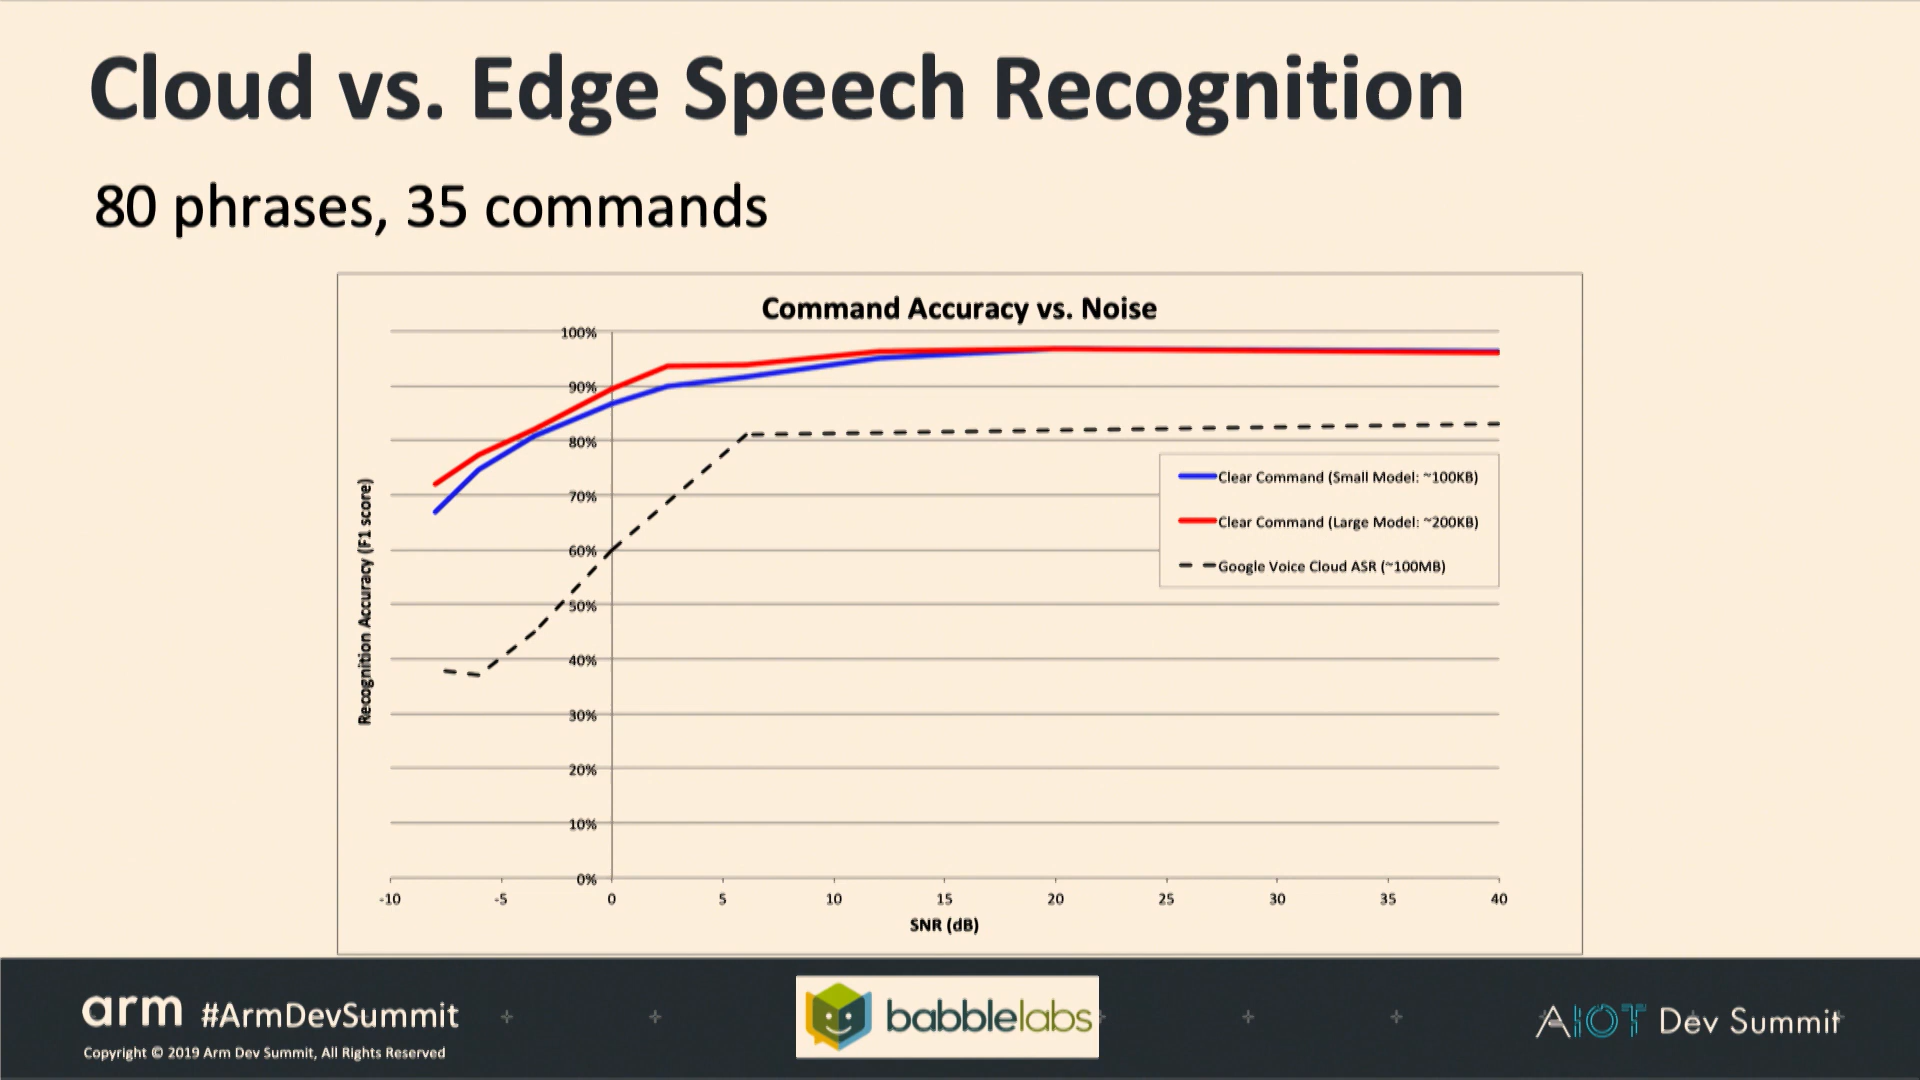 Cloud vs. Edge Speech Recognition
80 phrases, 35 commands
Command Accuracy vs. Noise
100%
90%
80%
70%
60%
50%
40%
30%
20%
10%
0%
Recognition Accuracy (F1 score)
Clear Command (Small Model: ~100KB)
Clear Command (Large Model: ~200KB)
Google Voice Cloud ASR (~100MB)
-10 -5 0 5 10 15 20 25 30 35 40
SNR (dB)
arm #ArmDevSummit
Copyright © 2019 Arm Dev Summit, All Rights Reserved
babblelabs
AIOT Dev Summit